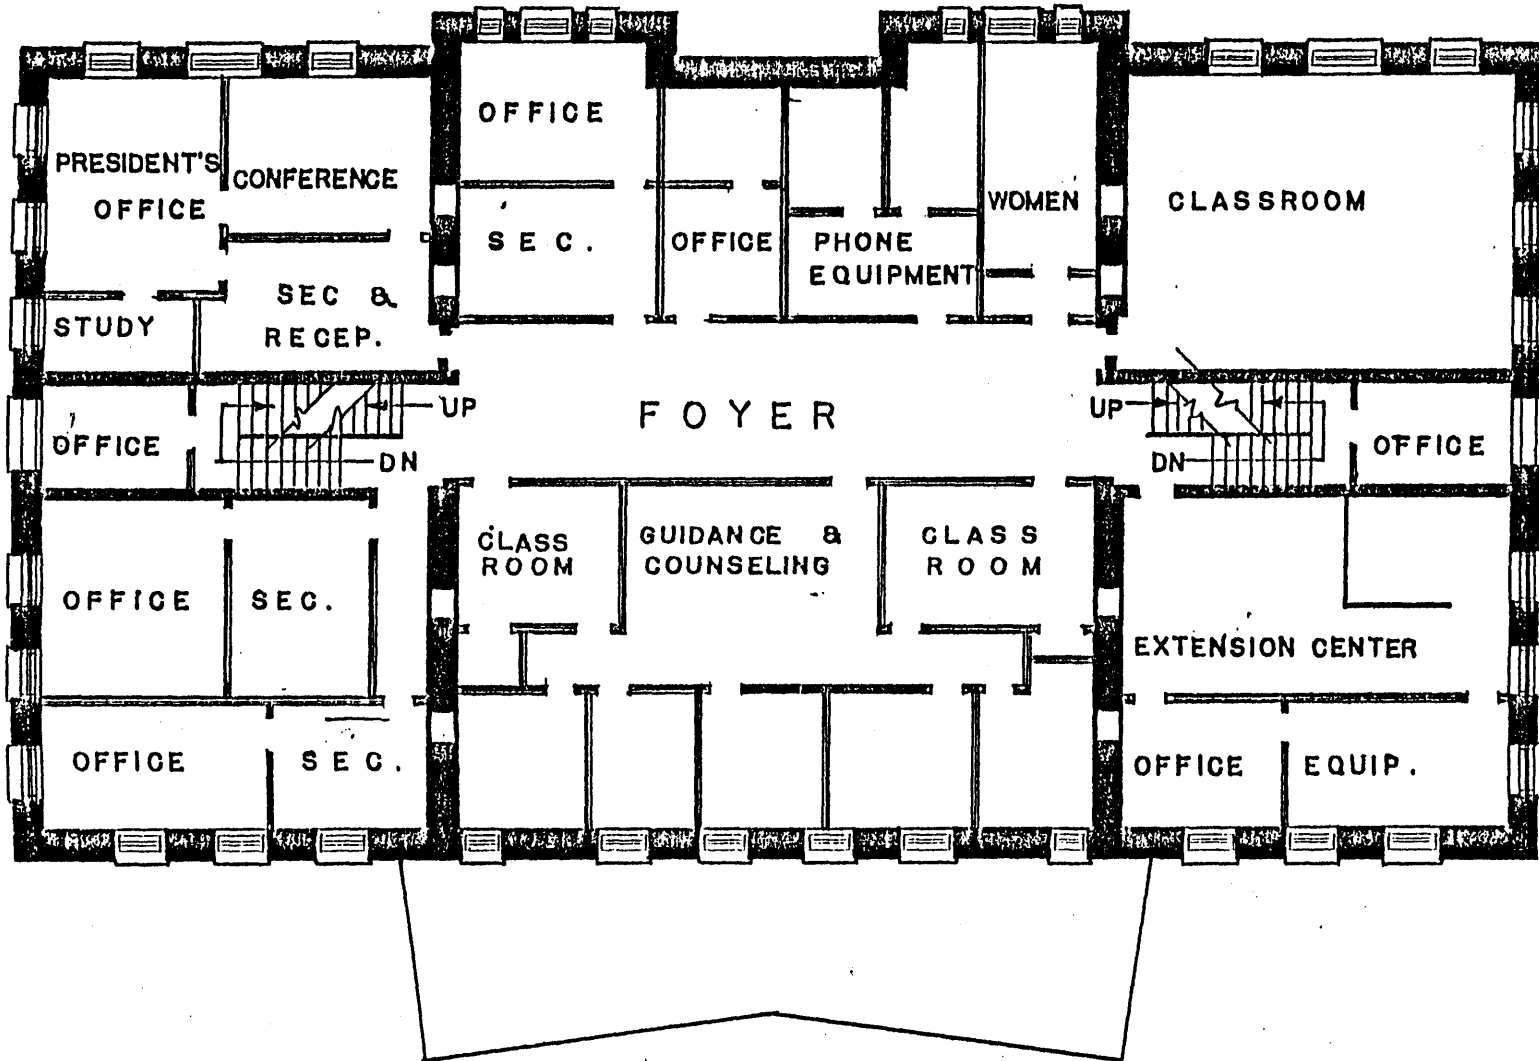 OFFICE
PRESIDENT'S
OFFICE
CONFERENCE
WOMEN
CLASSROOM
SEC.
OFFICE
PHONE
EQUIPMENT
SEC &
RECEP.
STUDY
UP
FOYER
UP
OFFICE
DN
DN
OFFICE
CLASS
ROOM
GUIDANCE &
COUNSELING
CLASS
ROOM
OFFICE
SEC.
EXTENSION CENTER
OFFICE
SEC.
OFFICE
EQUIP.